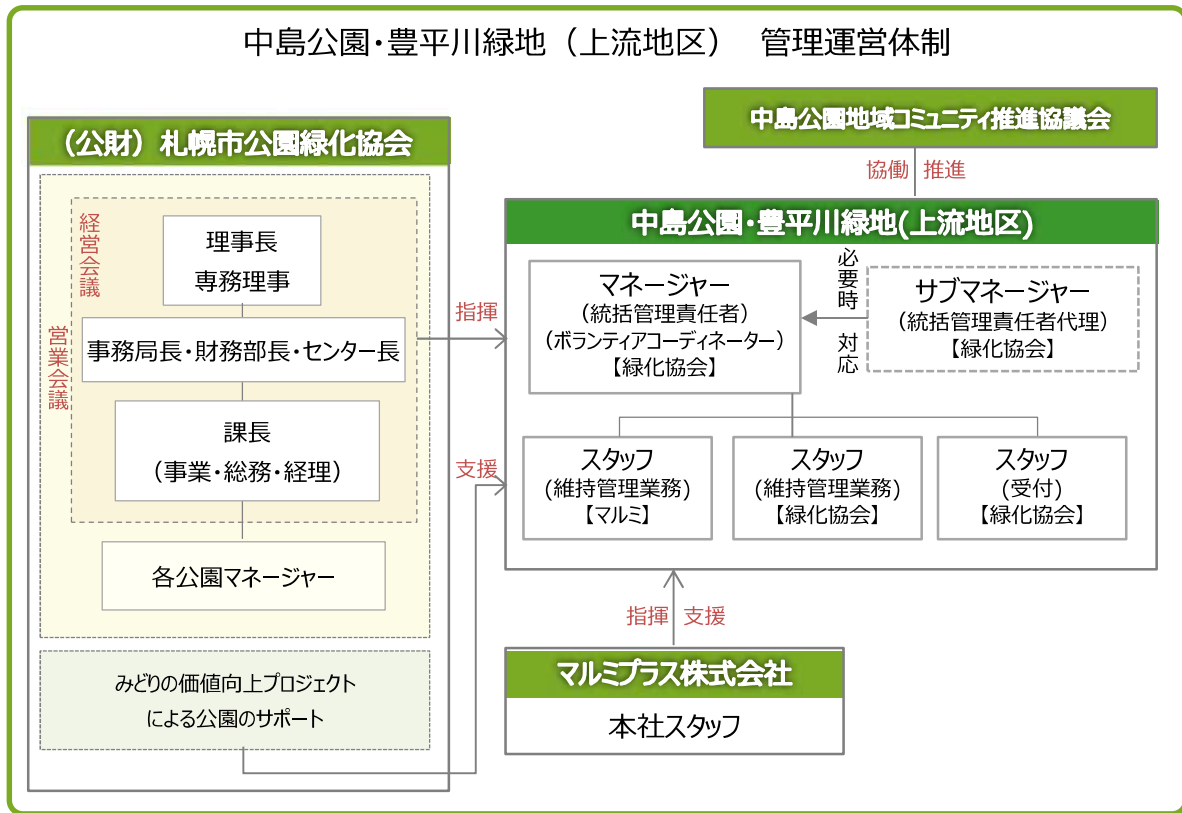 中島公園・豊平川緑地（上流地区）　管理運営体制
（公財）札幌市公園緑化協会
経営会議
営業会議
理事長
専務理事
事務局長・財務部長・センター長
課長
（事業・総務・経理）
各公園マネージャー
みどりの価値向上プロジェクト
による公園のサポート
指揮
支援
中島公園地域コミュニティ推進協議会
協働 推進
中島公園・豊平川緑地(上流地区)
マネージャー
(統括管理責任者)
(ボランティアコーディネーター)
【緑化協会】
必要時 対応
サブマネージャー
(統括管理責任者代理)
【緑化協会】
スタッフ
(維持管理業務)
【マルミ】
スタッフ
(維持管理業務)
【緑化協会】
スタッフ
(受付)
【緑化協会】
指揮 支援
マルミプラス株式会社
本社スタッフ